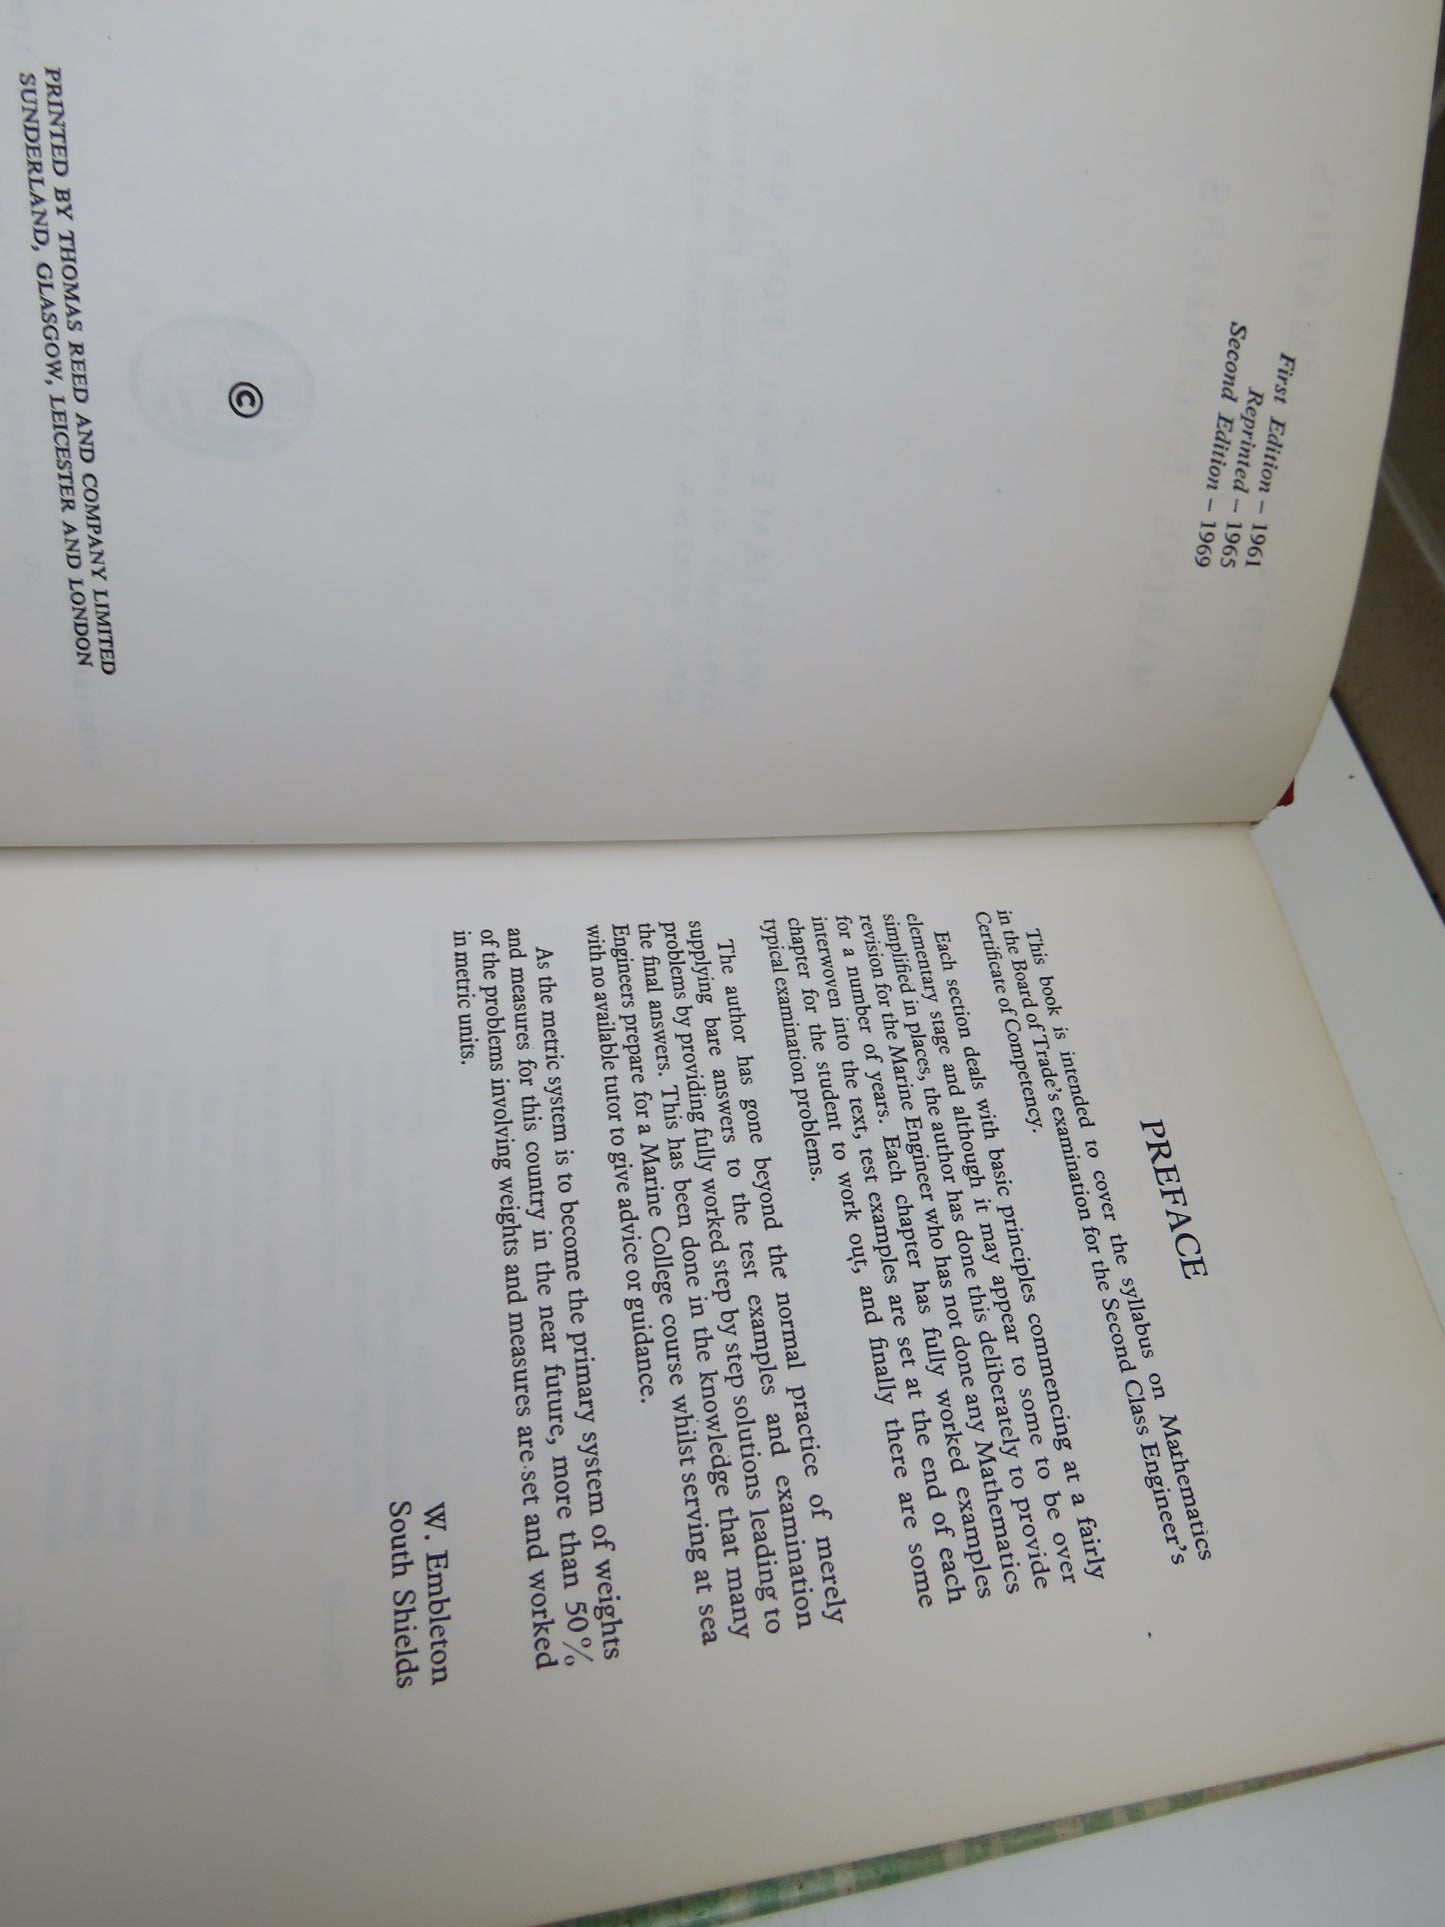 First Edition – 1961
Reprinted – 1965
Second Edition – 1969
©
PRINTED BY THOMAS REED AND COMPANY LIMITED
SUNDERLAND, GLASGOW, LEICESTER AND LONDON
PREFACE
This book is intended to cover the syllabus on Mathematics
in the Board of Trade's examination for the Second Class Engineer's
Certificate of Competency.
Each section deals with basic principles commencing at a fairly
elementary stage and although it may appear to some to be over
simplified in places, the author has done this deliberately to provide
revision for the Marine Engineer who has not done any Mathematics
for a number of years. Each chapter has fully worked examples
interwoven into the text, test examples are set at the end of each
chapter for the student to work out, and finally there are some
typical examination problems.
The author has gone beyond the normal practice of merely
supplying bare answers to the test examples and examination
problems by providing fully worked step by step solutions leading to
the final answers. This has been done in the knowledge that many
Engineers prepare for a Marine College course whilst serving at sea
with no available tutor to give advice or guidance.
As the metric system is to become the primary system of weights
and measures for this country in the near future, more than 50%
of the problems involving weights and measures are set and worked
in metric units.
W. Embleton
South Shields